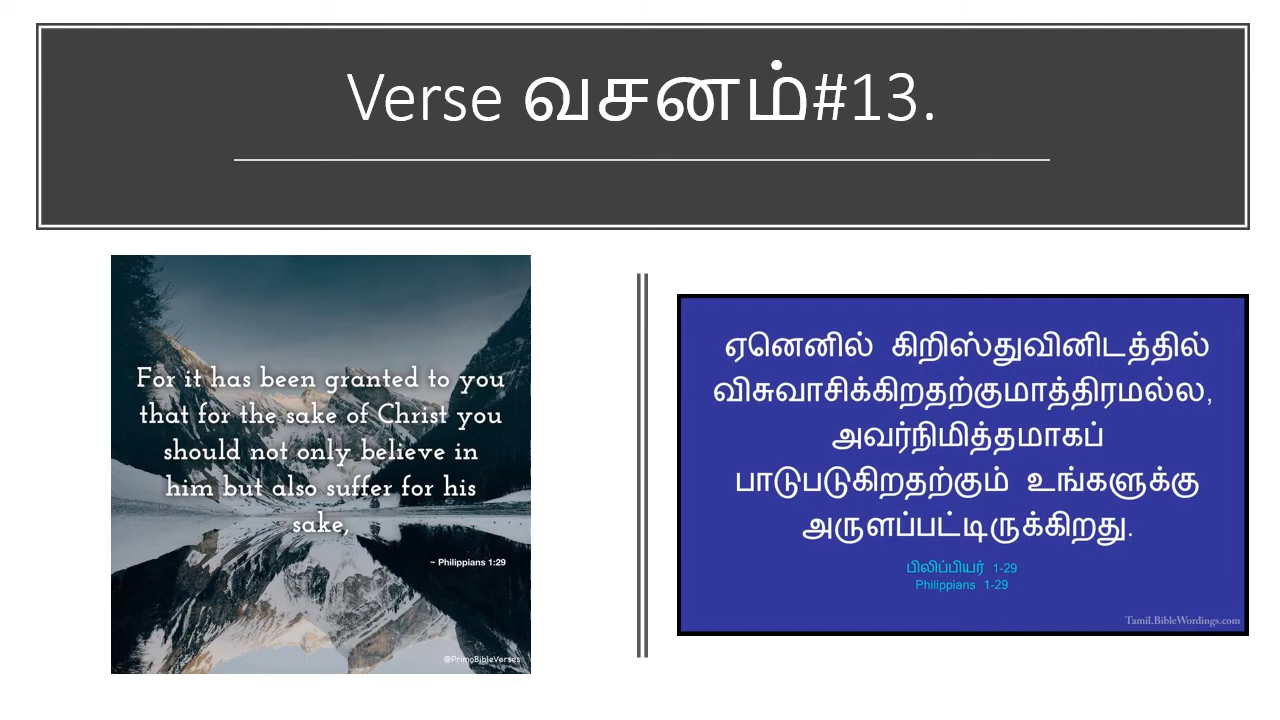 Verse வசனம்#13.
For it has been granted to you
that for the sake of Christ you
should not only believe in
him but also suffer for his
sake,
~ Philippians 1:29
@PrimoBibleVerses
ஏனெனில் கிறிஸ்துவினிடத்தில்
விசுவாசிக்கிறதற்குமாத்திரமல்ல,
அவர்நிமித்தமாகப்
பாடுபடுகிறதற்கும் உங்களுக்கு
அருளப்பட்டிருக்கிறது.
பிலிப்பியர் 1-29
Philippians 1-29
Tamil.BibleWordings.com